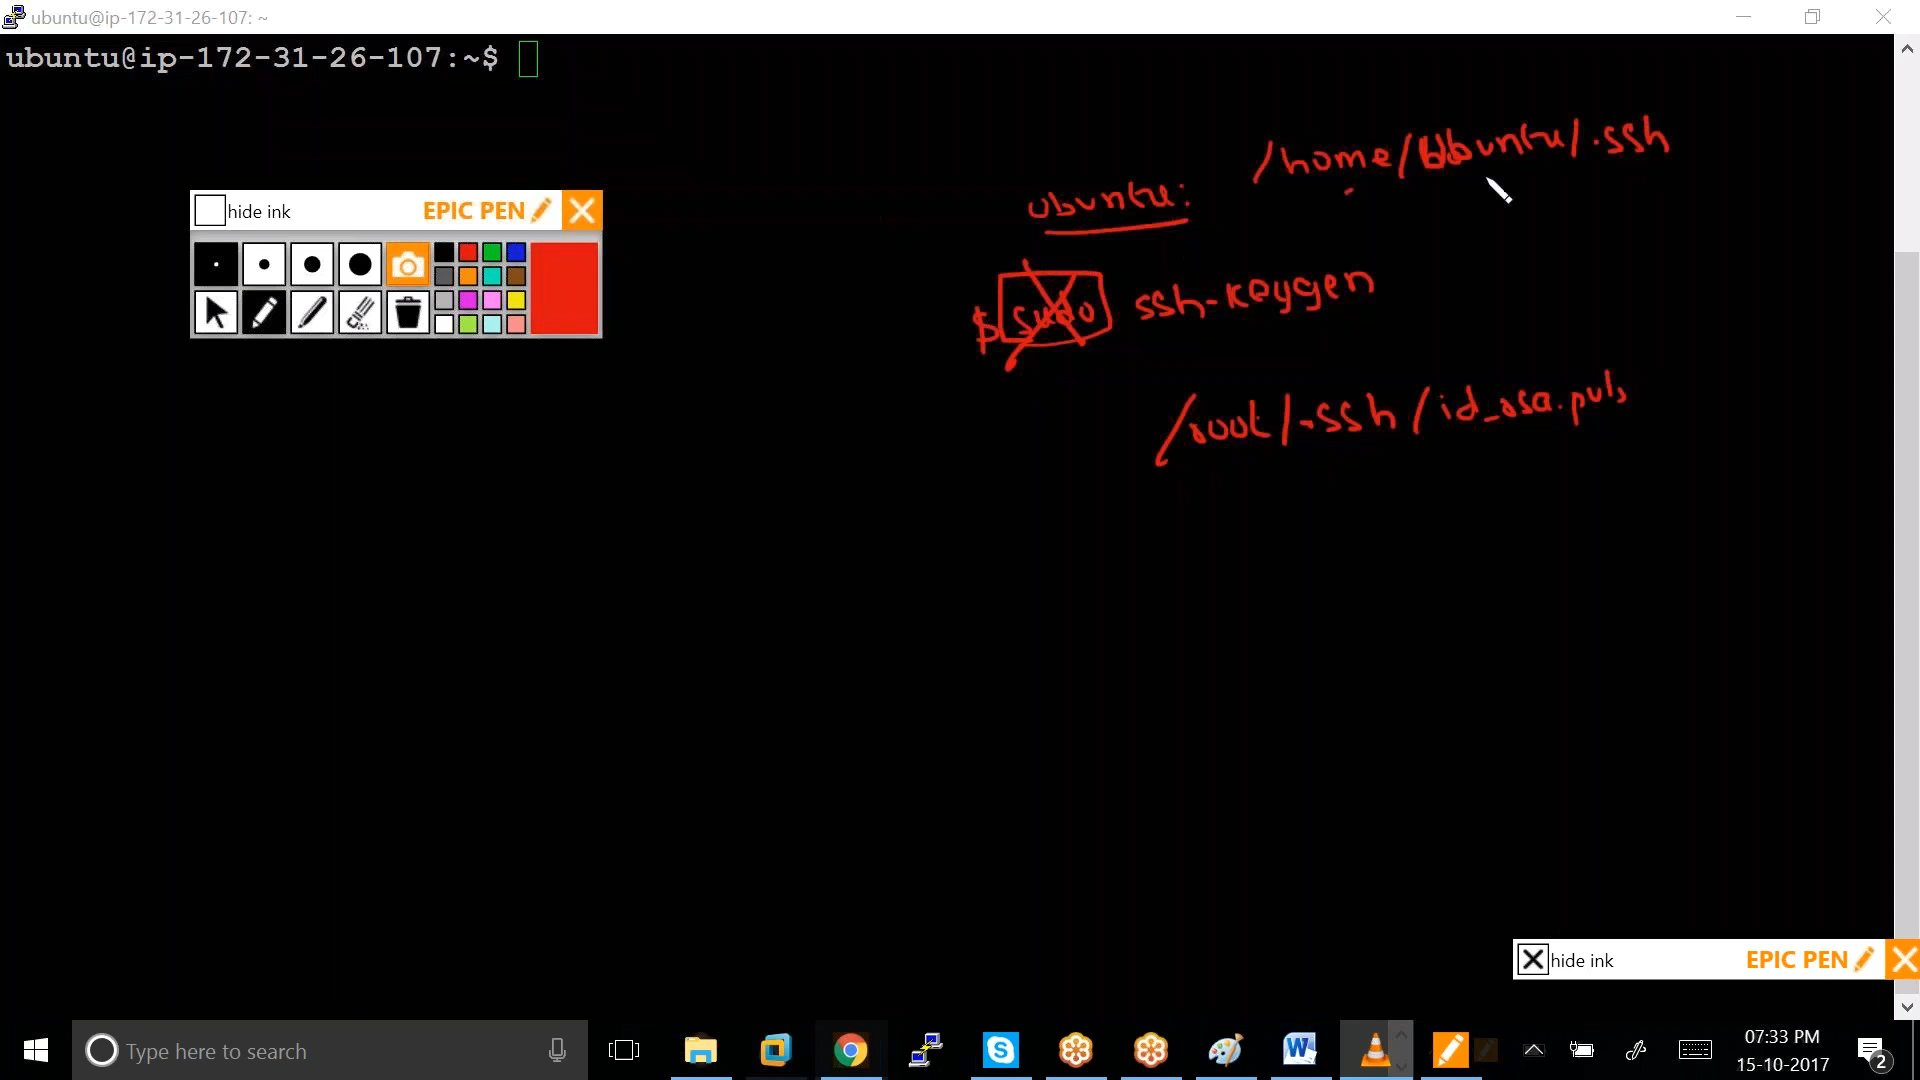 ubuntu@ip-172-31-26-107: ~
ubuntu@ip-172-31-26-107:~$
/home/Ubuntu/.ssh
ubuntu:
hide ink EPIC PEN
$ sudo ssh-keygen
/root/.ssh/id_rsa.pub
hide ink EPIC PEN
Type here to search
07:33 PM
15-10-2017
2